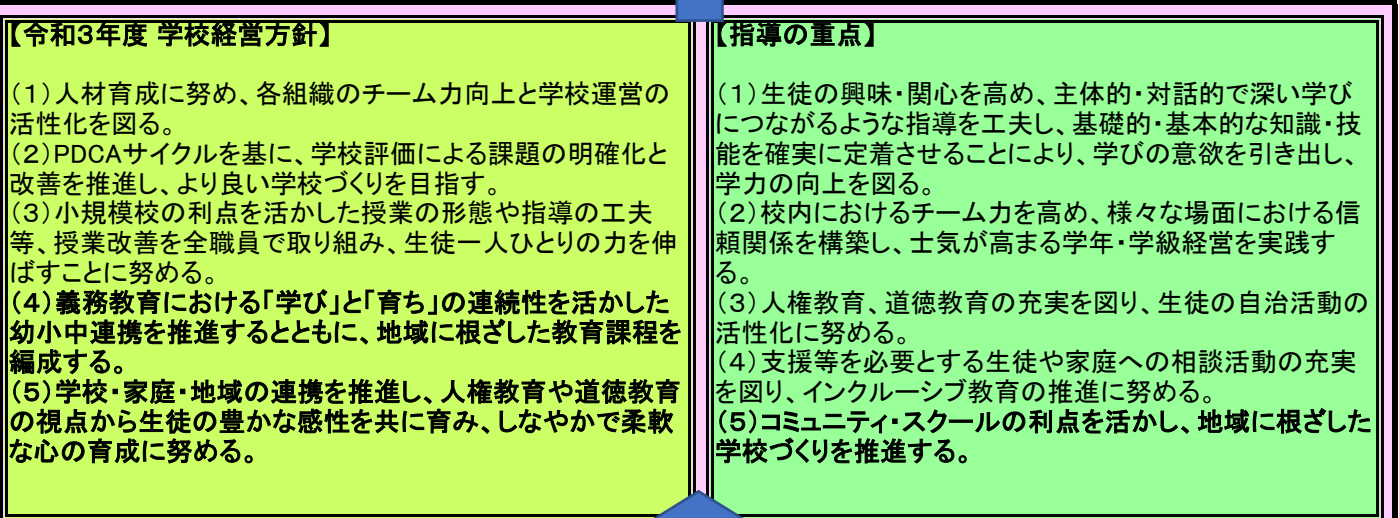 【令和3年度 学校経営方針】
(1)人材育成に努め、各組織のチーム力向上と学校運営の
活性化を図る。
(2)PDCAサイクルを基に、学校評価による課題の明確化と
改善を推進し、より良い学校づくりを目指す。
(3)小規模校の利点を活かした授業の形態や指導の工夫
等、授業改善を全職員で取り組み、生徒一人ひとりの力を伸
ばすことに努める。
(4)義務教育における「学び」と「育ち」の連続性を活かした
幼小中連携を推進するとともに、地域に根ざした教育課程を
編成する。
(5)学校・家庭・地域の連携を推進し、人権教育や道徳教育
の視点から生徒の豊かな感性を共に育み、しなやかで柔軟
な心の育成に努める。
【指導の重点】
(1)生徒の興味・関心を高め、主体的・対話的で深い学び
につながるような指導を工夫し、基礎的・基本的な知識・技
能を確実に定着させることにより、学びの意欲を引き出し、
学力の向上を図る。
(2)校内におけるチーム力を高め、様々な場面における信
頼関係を構築し、士気が高まる学年・学級経営を実践す
る。
(3)人権教育、道徳教育の充実を図り、生徒の自治活動の
活性化に努める。
(4)支援等を必要とする生徒や家庭への相談活動の充実
を図り、インクルーシブ教育の推進に努める。
(5)コミュニティ・スクールの利点を活かし、地域に根ざした
学校づくりを推進する。